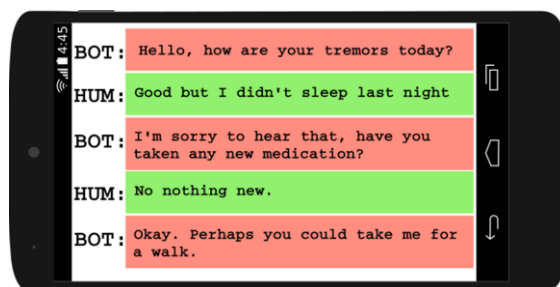 4:45
BOT: Hello, how are your tremors today?
HUM: Good but I didn't sleep last night
BOT: I'm sorry to hear that, have you
taken any new medication?
HUM: No nothing new.
BOT: Okay. Perhaps you could take me for
a walk.